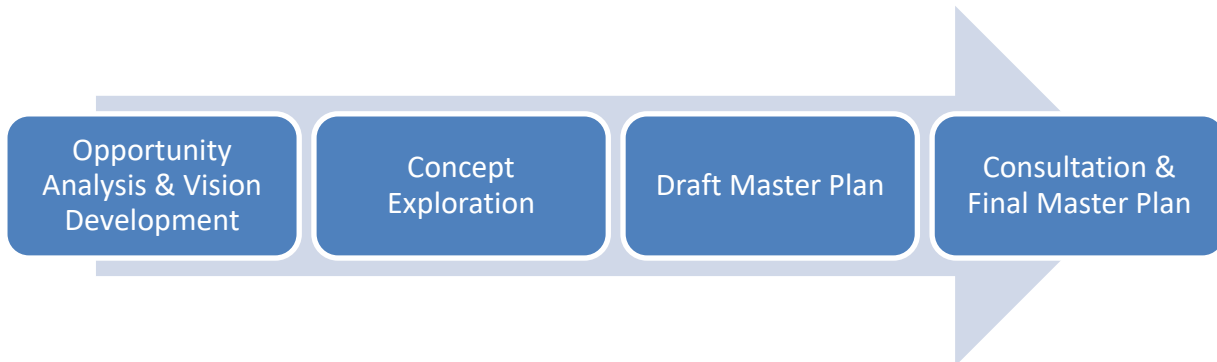 Opportunity
Analysis & Vision
Development
Concept
Exploration
Draft Master Plan
Consultation &
Final Master Plan